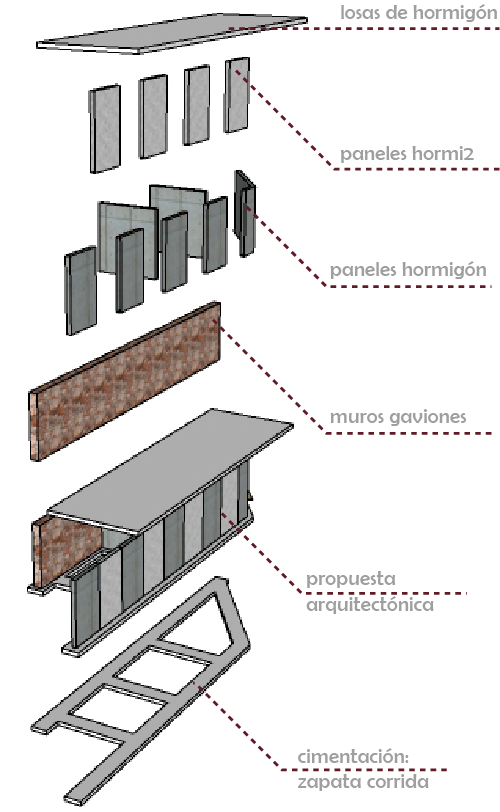 losas de hormigón
paneles hormi2
paneles hormigón
muros gaviones
propuesta
arquitectónica
cimentación:
zapata corrida